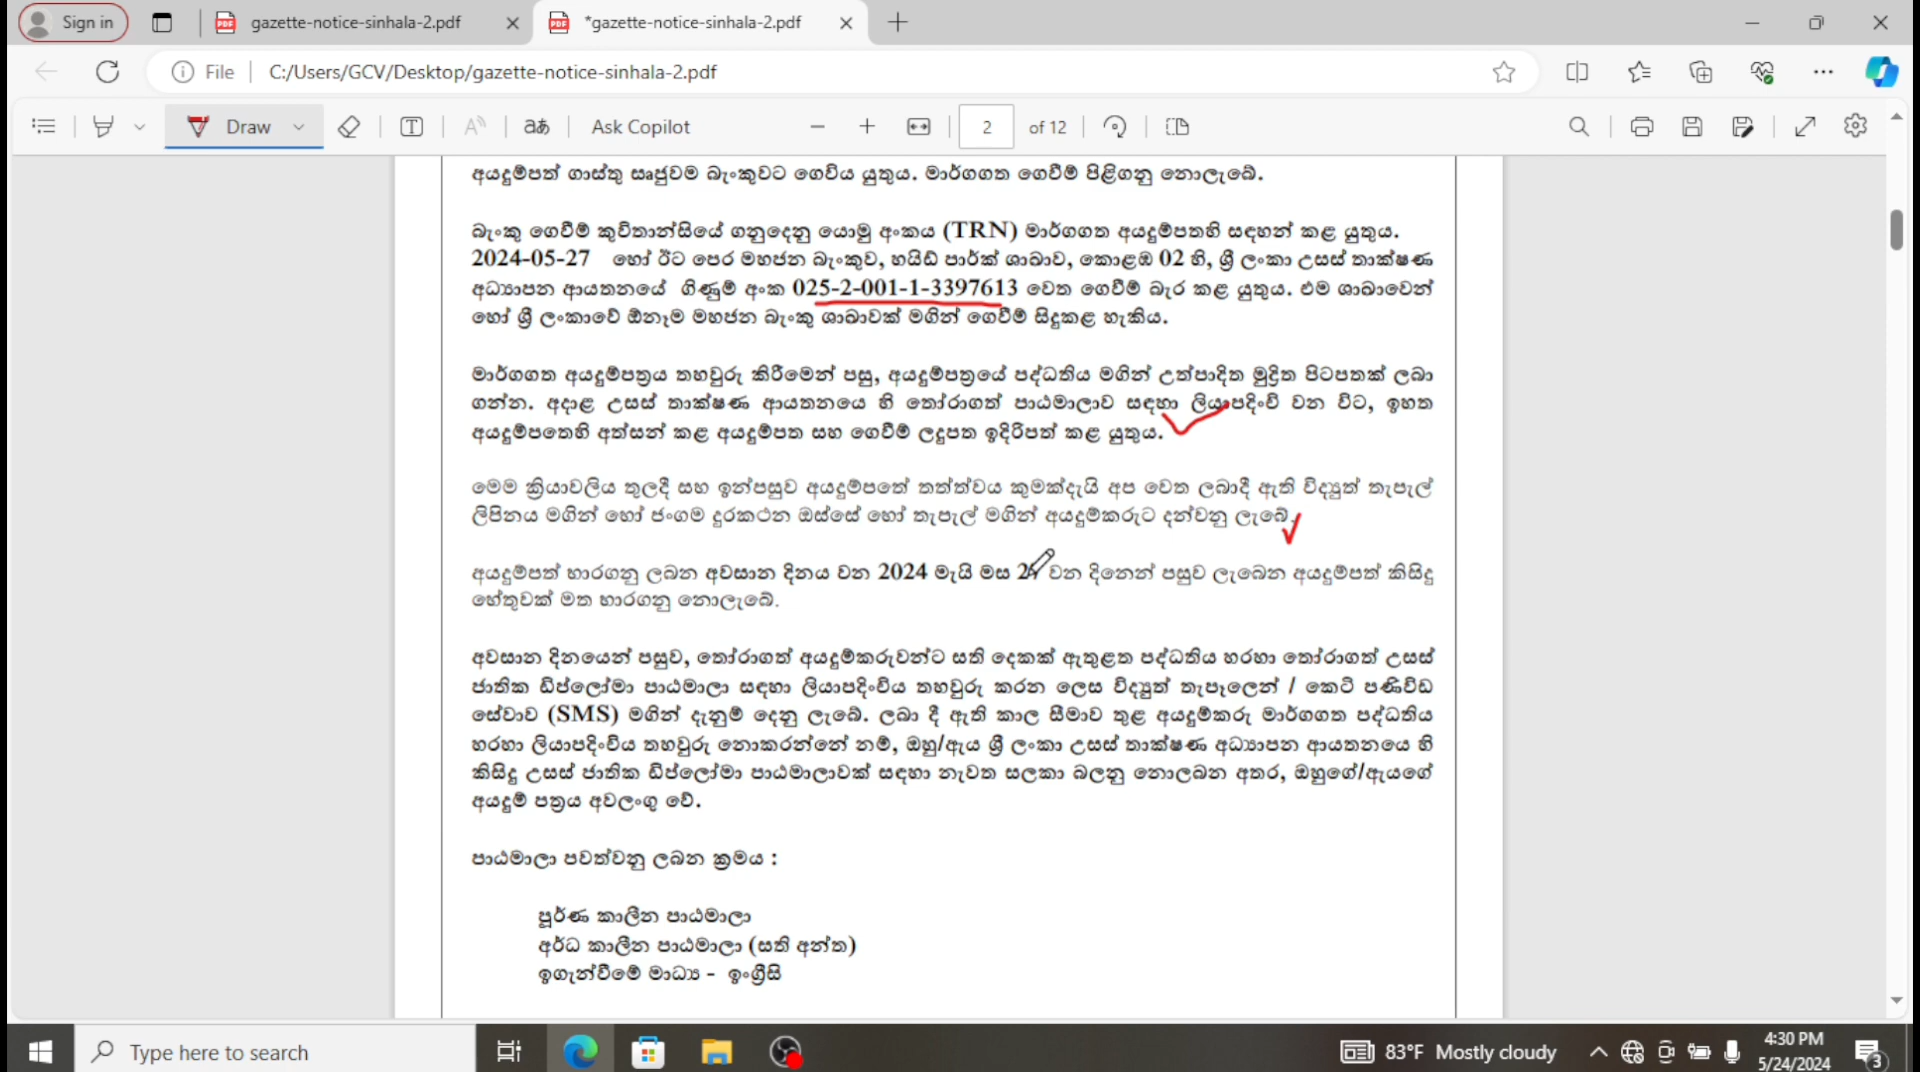 Sign in
gazette-notice-sinhala-2.pdf
*gazette-notice-sinhala-2.pdf
File
C:/Users/GCV/Desktop/gazette-notice-sinhala-2.pdf
Draw
Ask Copilot
2
of 12
අයදුම්පත් ගාස්තු සෘජුවම බැංකුවට ගෙවිය යුතුය. මාර්ගගත ගෙවීම් පිළිගනු නොලැබේ.
බැංකු ගෙවීම් කුවිතාන්සියේ ගනුදෙනු යොමු අංකය (TRN) මාර්ගගත අයදුම්පතහි සඳහන් කළ යුතුය.
2024-05-27 හෝ ඊට පෙර මහජන බැංකුව, හයිඩ් පාර්ක් ශාඛාව, කොළඹ 02 හි, ශ්‍රී ලංකා උසස් තාක්ෂණ
අධ්‍යාපන ආයතනයේ ගිණුම් අංක 025-2-001-1-3397613 වෙත ගෙවීම් බැර කළ යුතුය. එම ශාඛාවෙන්
හෝ ශ්‍රී ලංකාවේ ඕනෑම මහජන බැංකු ශාඛාවක් මගින් ගෙවීම් සිදුකළ හැකිය.
මාර්ගගත අයදුම්පත්‍රය තහවුරු කිරීමෙන් පසු, අයදුම්පත්‍රයේ පද්ධතිය මගින් උත්පාදිත මුද්‍රිත පිටපතක් ලබා
ගන්න. අදාළ උසස් තාක්ෂණ ආයතනයෙ හි තෝරාගත් පාඨමාලාව සඳහා ලියාපදිංචි වන විට, ඉහත
අයදුම්පතෙහි අත්සන් කළ අයදුම්පත සහ ගෙවීම් ලදුපත ඉදිරිපත් කළ යුතුය.
මෙම ක්‍රියාවලිය තුලදී සහ ඉන්පසුව අයදුම්පතේ තත්ත්වය කුමක්දැයි අප වෙත ලබාදී ඇති විද්‍යුත් තැපැල්
ලිපිනය මගින් හෝ ජංගම දුරකථන ඔස්සේ හෝ තැපැල් මගින් අයදුම්කරුට දන්වනු ලැබේ.
අයදුම්පත් භාරගනු ලබන අවසාන දිනය වන 2024 මැයි මස වන දිනෙන් පසුව ලැබෙන අයදුම්පත් කිසිදු
හේතුවක් මත භාරගනු නොලැබේ.
අවසාන දිනයෙන් පසුව, තෝරාගත් අයදුම්කරුවන්ට සති දෙකක් ඇතුළත පද්ධතිය හරහා තෝරාගත් උසස්
ජාතික ඩිප්ලෝමා පාඨමාලා සඳහා ලියාපදිංචිය තහවුරු කරන ලෙස විද්‍යුත් තැපෑලෙන් / කෙටි පණිවිඩ
සේවාව (SMS) මගින් දැනුම් දෙනු ලැබේ. ලබා දී ඇති කාල සීමාව තුළ අයදුම්කරු මාර්ගගත පද්ධතිය
හරහා ලියාපදිංචිය තහවුරු නොකරන්නේ නම්, ඔහු/ඇය ශ්‍රී ලංකා උසස් තාක්ෂණ අධ්‍යාපන ආයතනයෙ හි
කිසිදු උසස් ජාතික ඩිප්ලෝමා පාඨමාලාවක් සඳහා නැවත සලකා බලනු නොලබන අතර, ඔහුගේ/ඇයගේ
අයදුම් පත්‍රය අවලංගු වේ.
පාඨමාලා පවත්වනු ලබන ක්‍රමය :
පූර්ණ කාලීන පාඨමාලා
අර්ධ කාලීන පාඨමාලා (සති අන්ත)
ඉගැන්වීමේ මාධ්‍ය - ඉංග්‍රීසි
Type here to search
83°F Mostly cloudy
4:30 PM
5/24/2024
3